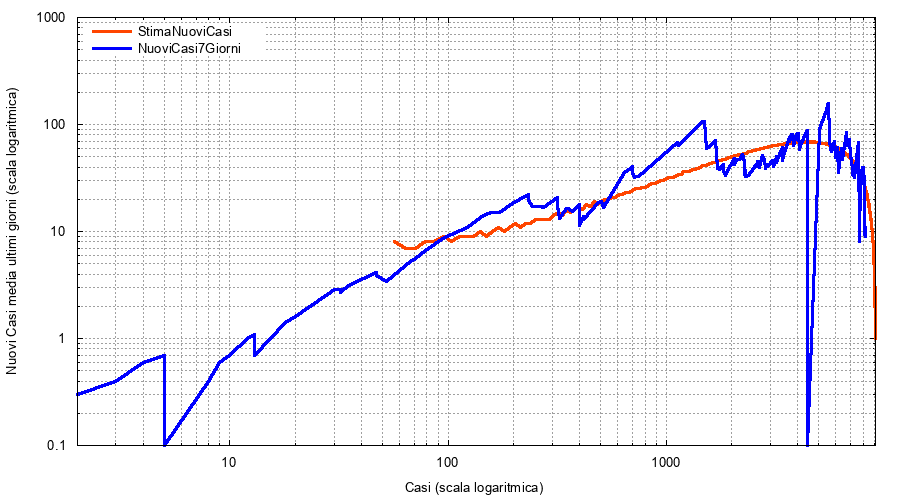 1000
StimaNuoviCasi
NuoviCasi7Giorni
100
10
1
0.1
10
100
1000
Nuovi Casi media ultimi giorni (scala logaritmica)
Casi (scala logaritmica)